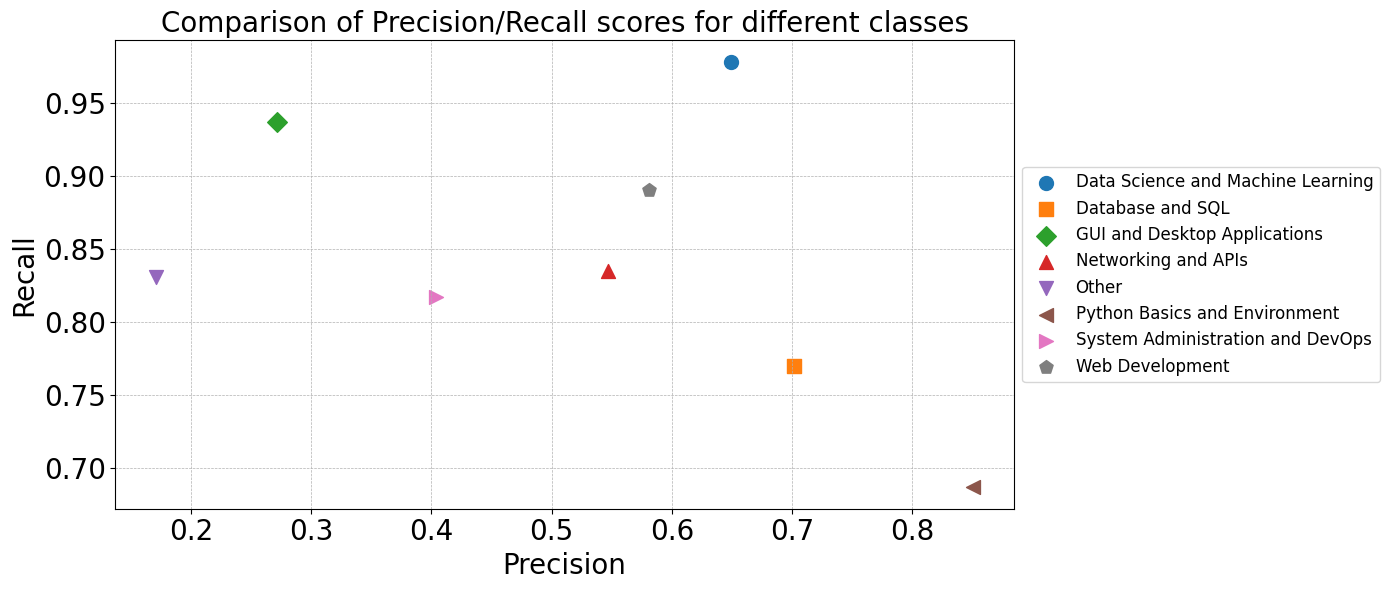 Comparison of Precision/Recall scores for different classes
0.95
0.90
0.85
0.80
0.75
0.70
Recall
0.2 0.3 0.4 0.5 0.6 0.7 0.8
Precision
Data Science and Machine Learning
Database and SQL
GUI and Desktop Applications
Networking and APIs
Other
Python Basics and Environment
System Administration and DevOps
Web Development